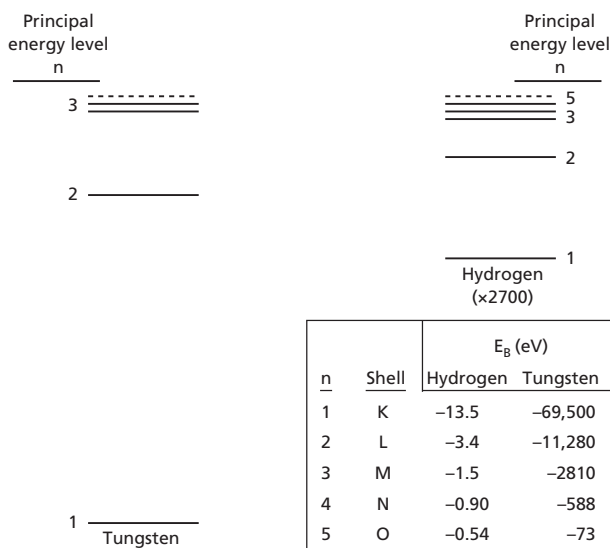 Principal
energy level
n
3
2
1
Tungsten
Principal
energy level
n
5
3
2
1
Hydrogen
(×2700)
E_B (eV)
n Shell Hydrogen Tungsten
1 K –13.5 –69,500
2 L –3.4 –11,280
3 M –1.5 –2810
4 N –0.90 –588
5 O –0.54 –73